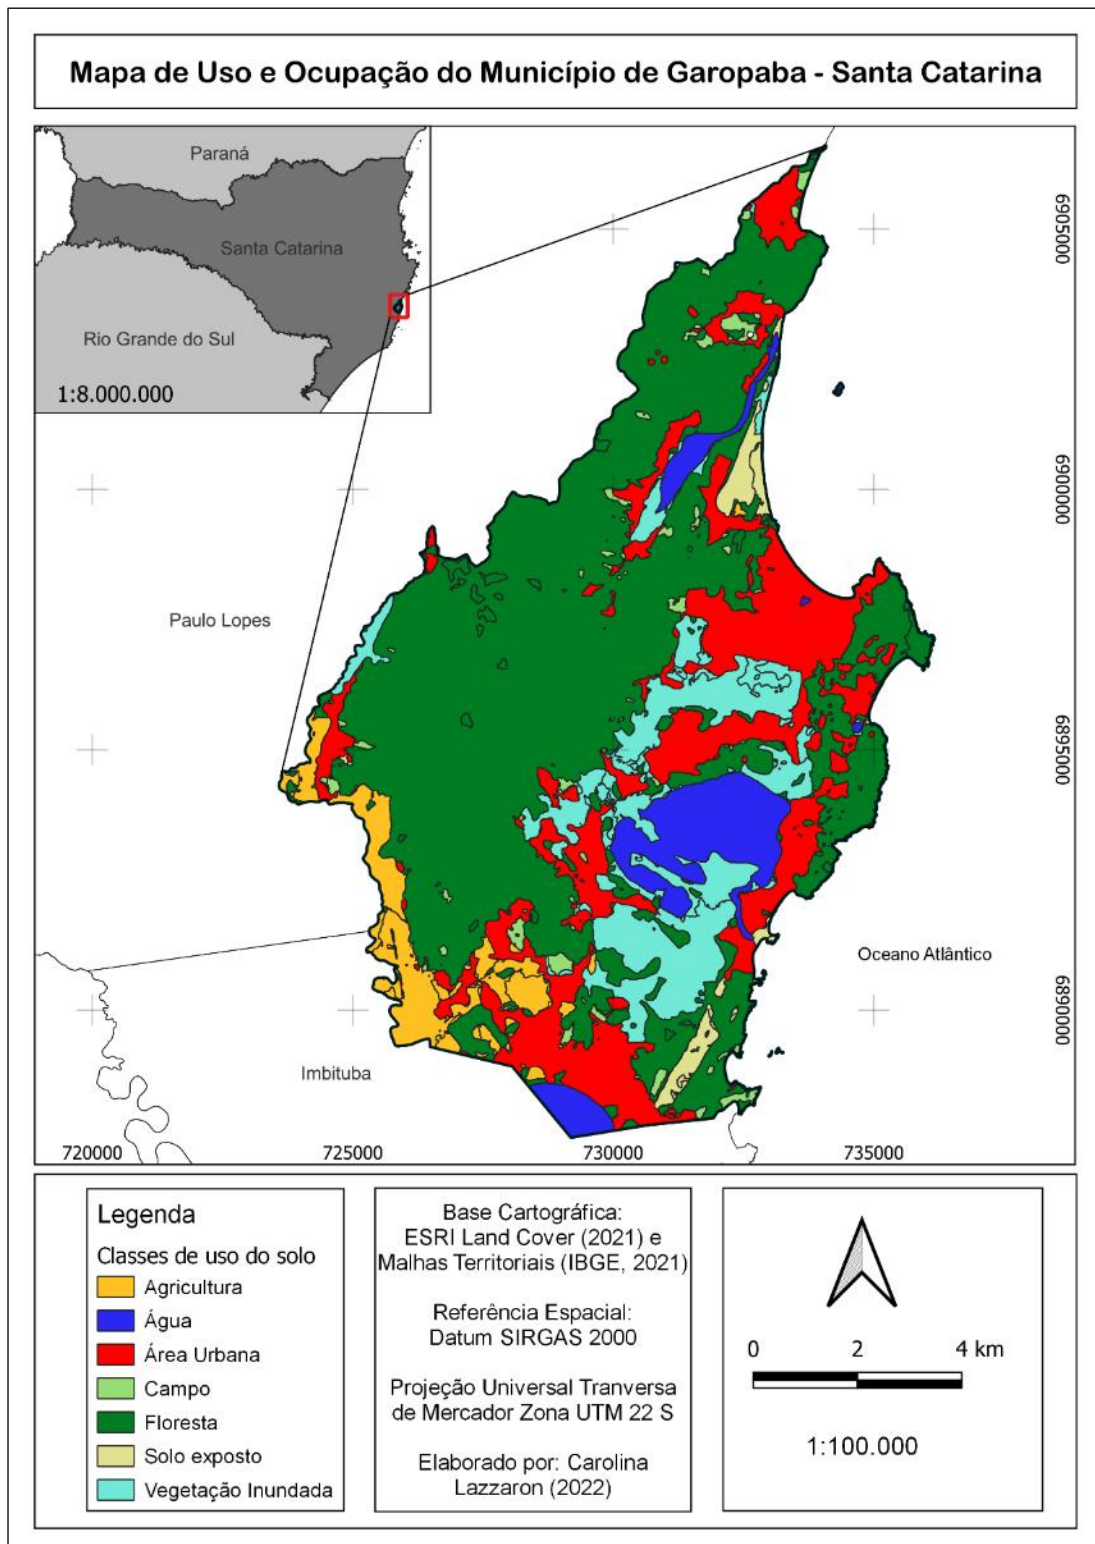 Mapa de Uso e Ocupação do Município de Garopaba - Santa Catarina
Paraná
Santa Catarina
Rio Grande do Sul
1:8.000.000
6905000
6900000
Paulo Lopes
6895000
Oceano Atlântico
6890000
Imbituba
720000
725000
730000
735000
Legenda
Classes de uso do solo
Agricultura
Água
Área Urbana
Campo
Floresta
Solo exposto
Vegetação Inundada
Base Cartográfica:
ESRI Land Cover (2021) e
Malhas Territoriais (IBGE, 2021)
Referência Espacial:
Datum SIRGAS 2000
Projeção Universal Tranversa
de Mercador Zona UTM 22 S
Elaborado por: Carolina
Lazzaron (2022)
0 2 4 km
1:100.000